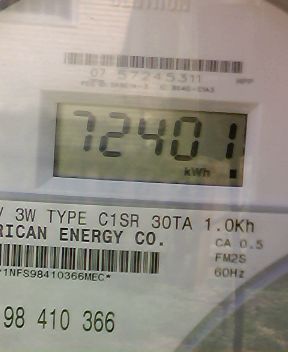 07 57245311
72401
kWh
3W TYPE C1SR 30TA 1.0Kh
RICAN ENERGY CO.
CA 0.5
FM2S
60Hz
1NFS98410366MEC*
98 410 366